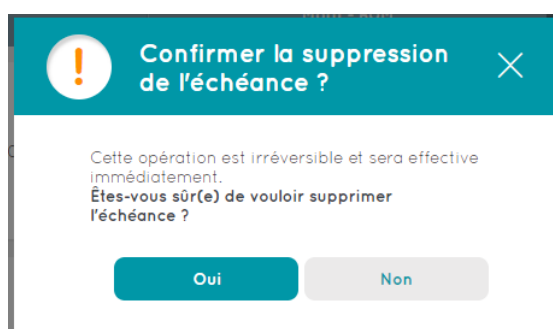 !
Confirmer la suppression
de l'échéance ?
Cette opération est irréversible et sera effective
immédiatement.
Êtes-vous sûr(e) de vouloir supprimer
l'échéance ?
Oui
Non